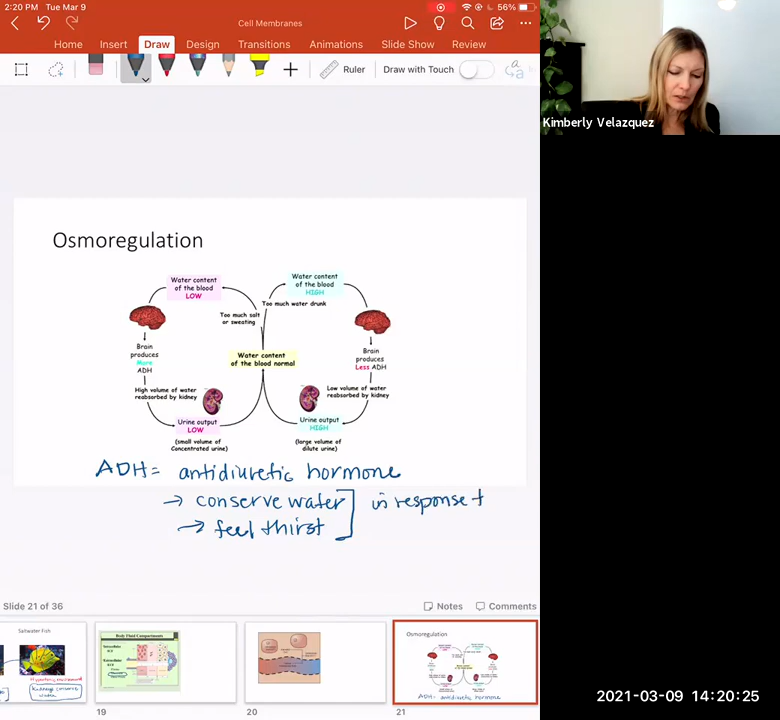 2:20 PM Tue Mar 9
56%
Cell Membranes
Home Insert Draw Design Transitions Animations Slide Show Review
Ruler
Draw with Touch
Kimberly Velazquez
Osmoregulation
Water content
of the blood
LOW
Water content
of the blood
HIGH
Too much water drunk
Too much salt
or sweating
Brain
produces
More
ADH
Water content
of the blood normal
Brain
produces
Less ADH
High volume of water
reabsorbed by kidney
Low volume of water
reabsorbed by kidney
Urine output
LOW
Urine output
HIGH
(small volume of
Concentrated urine)
(large volume of
dilute urine)
ADH = antidiuretic hormone
→ conserve water
→ feel thirst
in response t
Slide 21 of 36
Notes
Comments
Saltwater Fish
Body Fluid Compartments
Osmoregulation
ADH = antidiuretic hormone
19
20
21
2021-03-09 14:20:25